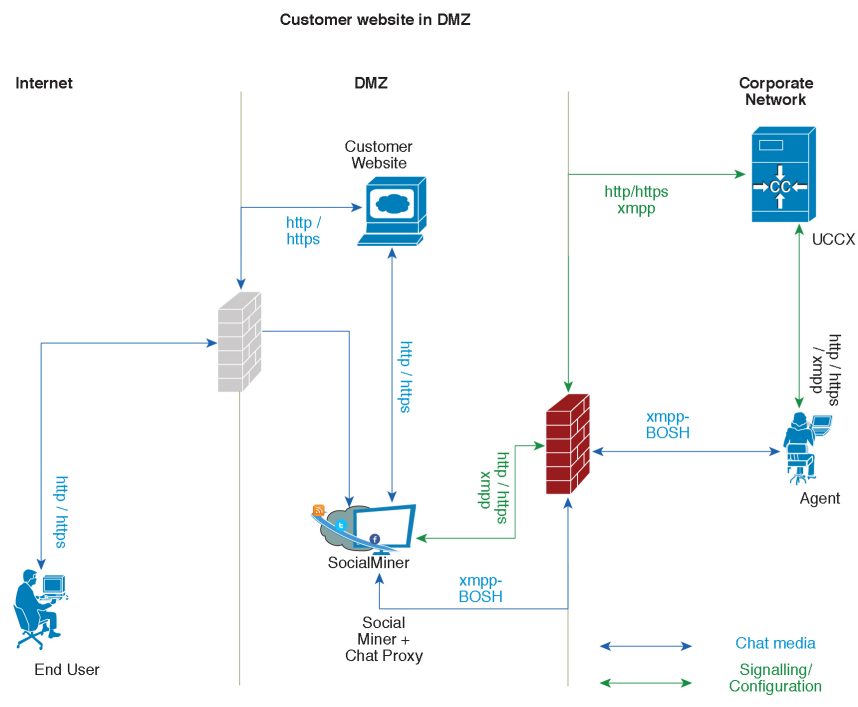 Customer website in DMZ
Internet
DMZ
Corporate
Network
Customer
Website
http /
https
http/https
xmpp
CC
UCCX
http / https
http / https
/ xmpp
xmpp-
BOSH
Agent
http / https
http / https
xmpp
SocialMiner
xmpp-
BOSH
Social
Miner +
Chat Proxy
End User
Chat media
Signalling/
Configuration